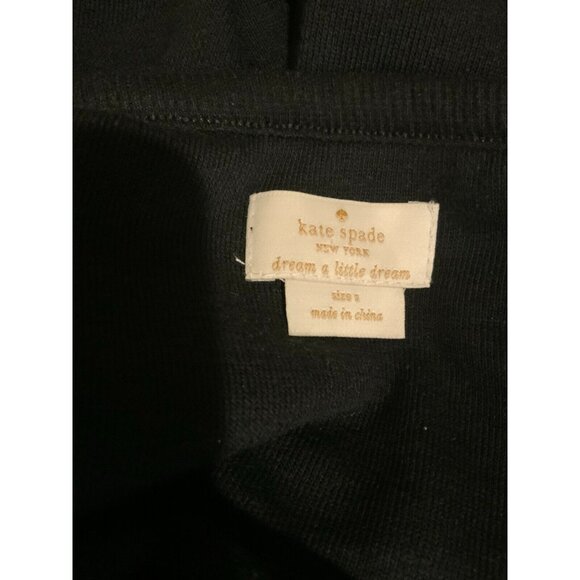 kate spade
NEW YORK
dream a little dream
size s
made in china